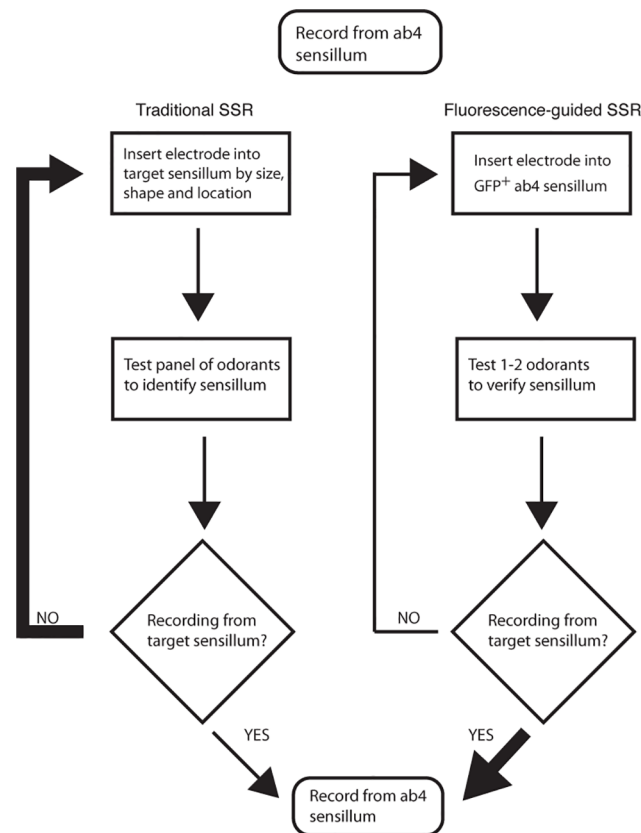 Record from ab4
sensillum
Traditional SSR
Insert electrode into
target sensillum by size,
shape and location
Test panel of odorants
to identify sensillum
NO
Recording from
target sensillum?
YES
Fluorescence-guided SSR
Insert electrode into
GFP⁺ ab4 sensillum
Test 1-2 odorants
to verify sensillum
NO
Recording from
target sensillum?
YES
Record from ab4
sensillum